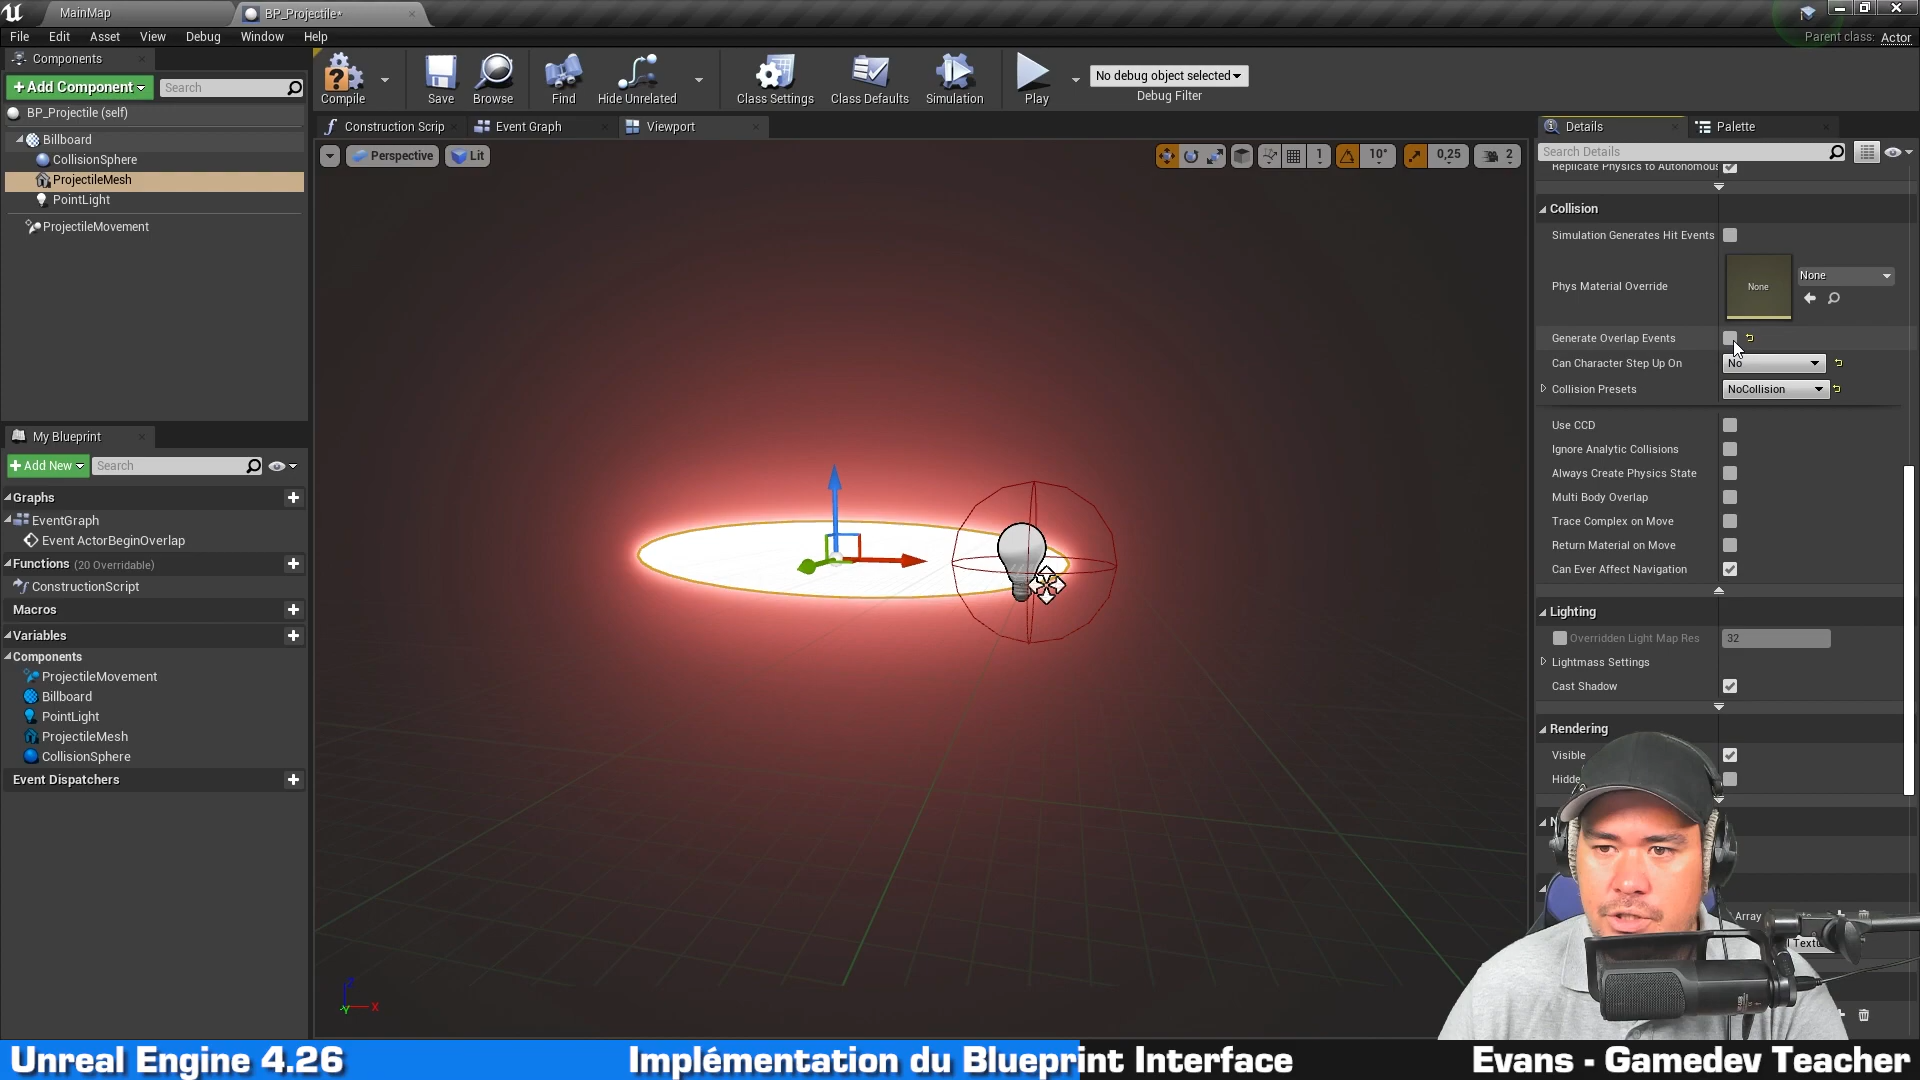 MainMap
BP_Projectile*
File Edit Asset View Debug Window Help
Parent class: Actor
Components
+Add Component
Search
BP_Projectile (self)
Billboard
CollisionSphere
ProjectileMesh
PointLight
ProjectileMovement
Compile
Save
Browse
Find
Hide Unrelated
Class Settings
Class Defaults
Simulation
Play
No debug object selected
Debug Filter
Construction Scrip
Event Graph
Viewport
Perspective
Lit
1
10°
0,25
2
My Blueprint
+Add New
Search
Graphs
EventGraph
Event ActorBeginOverlap
Functions (20 Overridable)
ConstructionScript
Macros
Variables
Components
ProjectileMovement
Billboard
PointLight
ProjectileMesh
CollisionSphere
Event Dispatchers
Z
Y
X
Details
Palette
Search Details
Replicate Physics to Autonomous
Collision
Simulation Generates Hit Events
Phys Material Override
None
None
Generate Overlap Events
Can Character Step Up On
No
Collision Presets
NoCollision
Use CCD
Ignore Analytic Collisions
Always Create Physics State
Multi Body Overlap
Trace Complex on Move
Return Material on Move
Can Ever Affect Navigation
Lighting
Overridden Light Map Res
32
Lightmass Settings
Cast Shadow
Rendering
Visible
Hidde
Array
Unreal Engine 4.26
Implémentation du Blueprint Interface
Evans - Gamedev Teacher